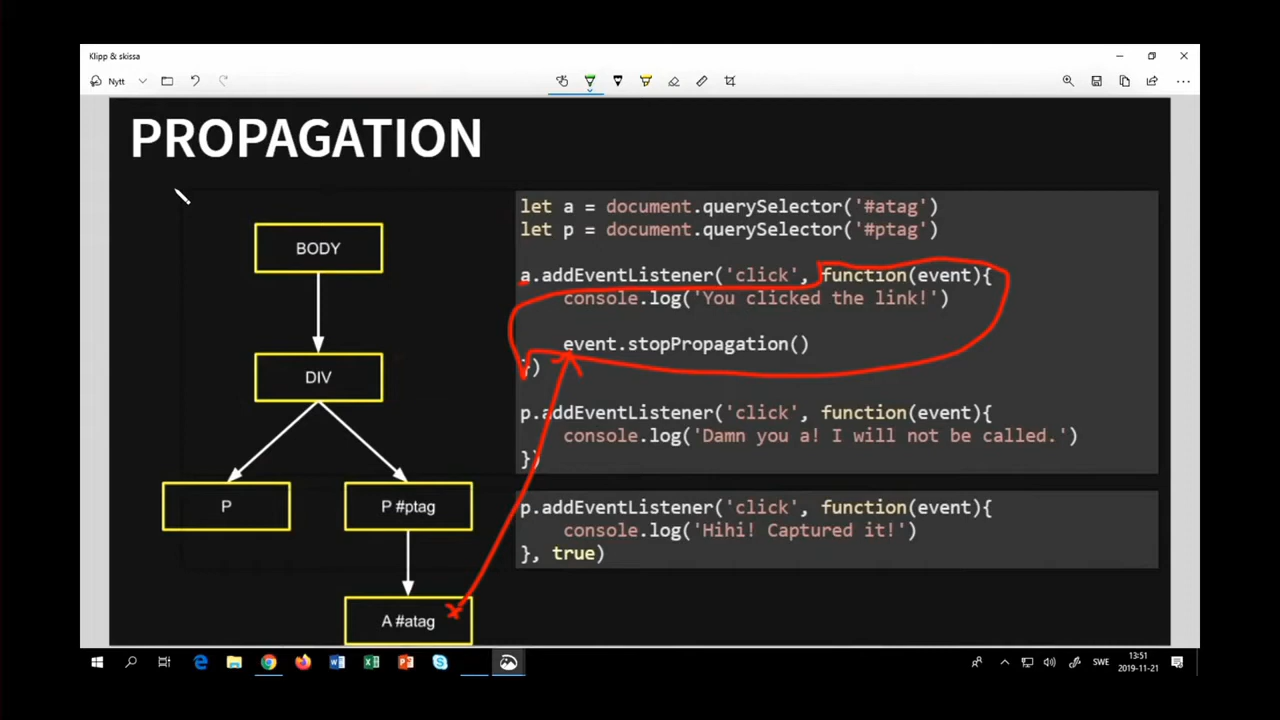 Klipp & skissa
Nytt
PROPAGATION
BODY
DIV
P
P #ptag
A #atag
let a = document.querySelector('#atag')
let p = document.querySelector('#ptag')
a.addEventListener('click', function(event){
console.log('You clicked the link!')
event.stopPropagation()
})
p.addEventListener('click', function(event){
console.log('Damn you a! I will not be called.')
})
p.addEventListener('click', function(event){
console.log('Hihi! Captured it!')
}, true)
SWE
13:51
2019-11-21